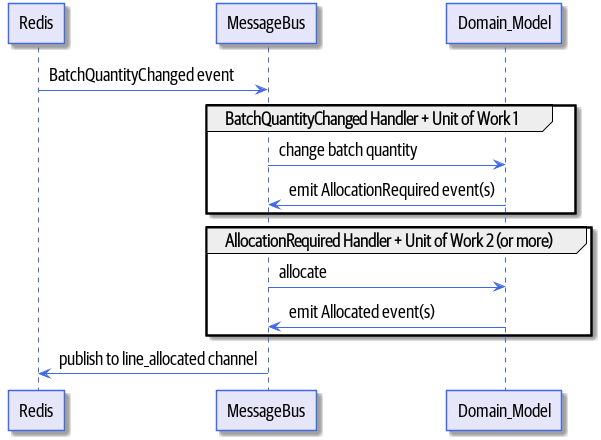 Redis MessageBus Domain_Model
BatchQuantityChanged event
BatchQuantityChanged Handler + Unit of Work 1
change batch quantity
emit AllocationRequired event(s)
AllocationRequired Handler + Unit of Work 2 (or more)
allocate
emit Allocated event(s)
publish to line_allocated channel
Redis MessageBus Domain_Model